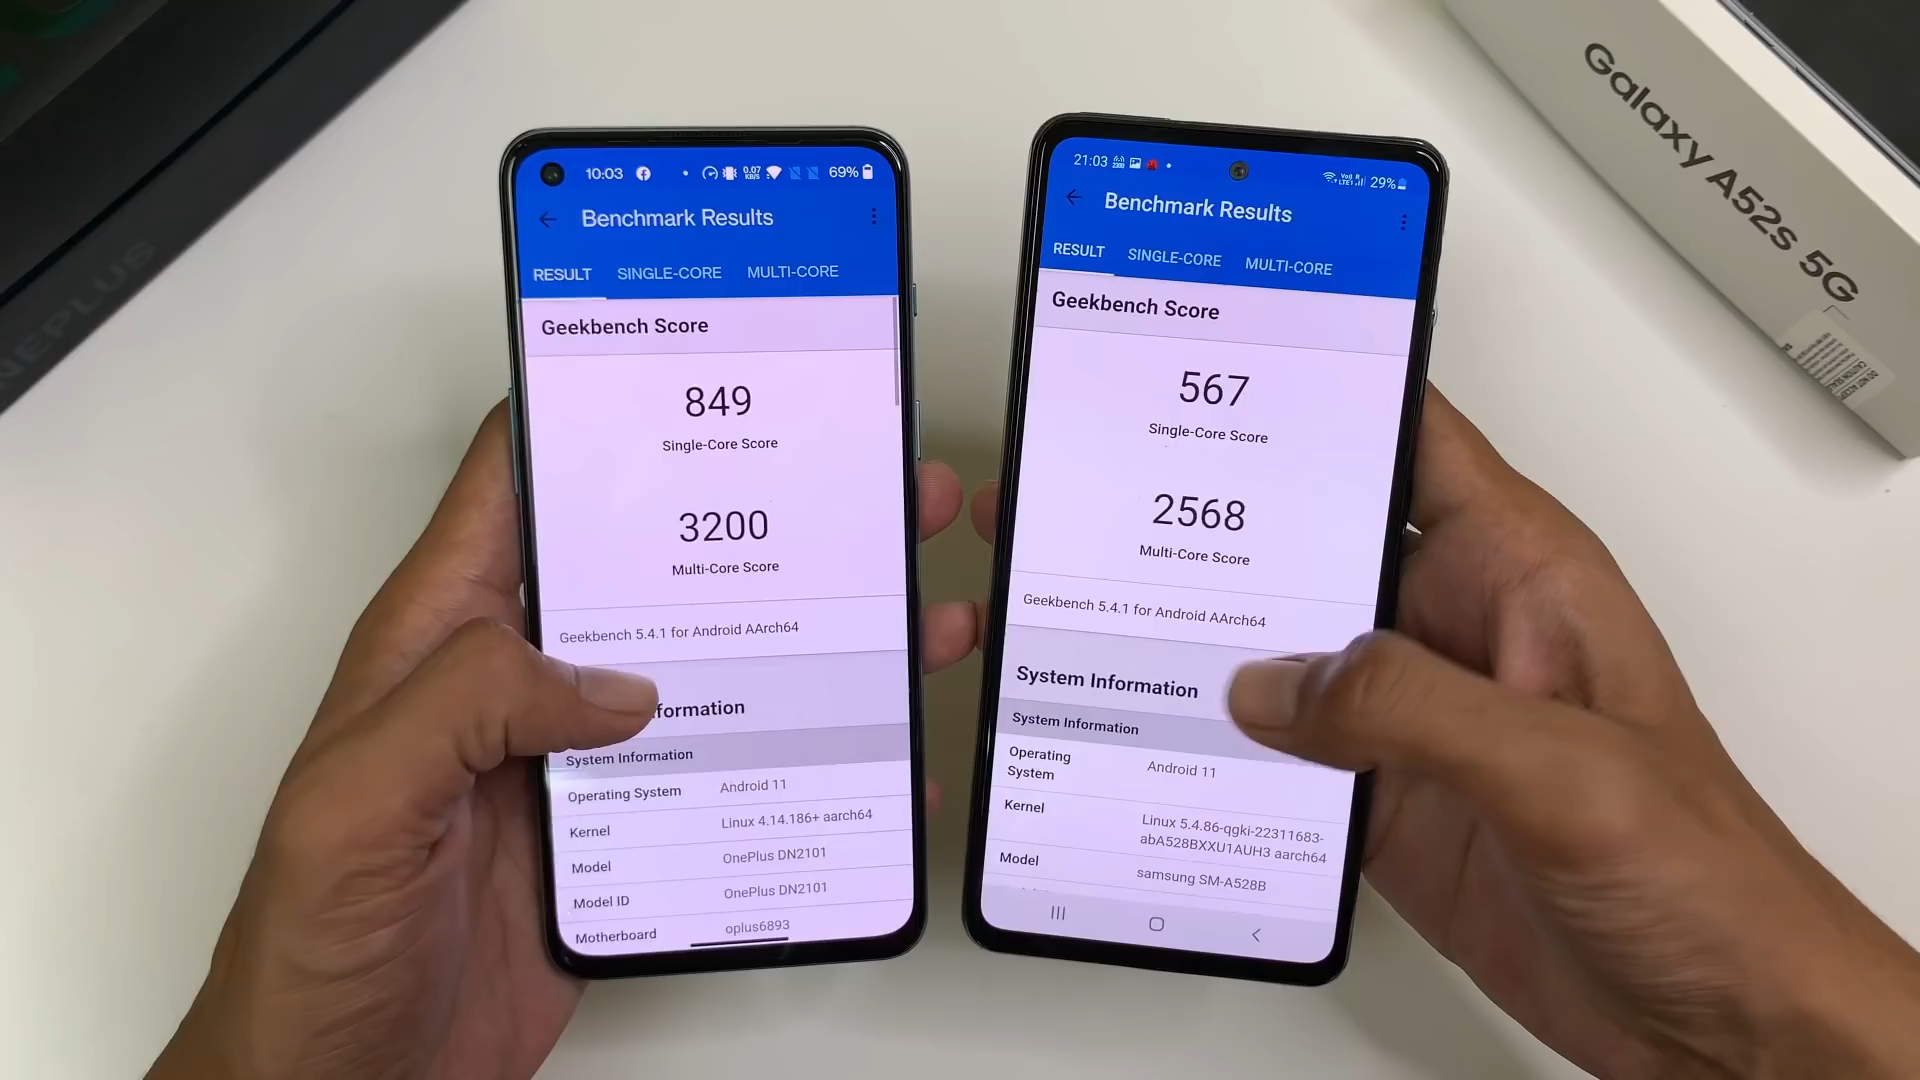 10:03
0.07
KB/S
69%
Benchmark Results
RESULT SINGLE-CORE MULTI-CORE
Geekbench Score
849
Single-Core Score
3200
Multi-Core Score
Geekbench 5.4.1 for Android AArch64
formation
System Information
Operating System Android 11
Kernel Linux 4.14.186+ aarch64
Model OnePlus DN2101
Model ID OnePlus DN2101
Motherboard oplus6893
21:03
29%
Benchmark Results
RESULT SINGLE-CORE MULTI-CORE
Geekbench Score
567
Single-Core Score
2568
Multi-Core Score
Geekbench 5.4.1 for Android AArch64
System Information
System Information
Operating
System
Android 11
Kernel
Linux 5.4.86-qgki-22311683-
abA528BXXU1AUH3 aarch64
Model samsung SM-A528B
Galaxy A52s 5G
NEPLUS